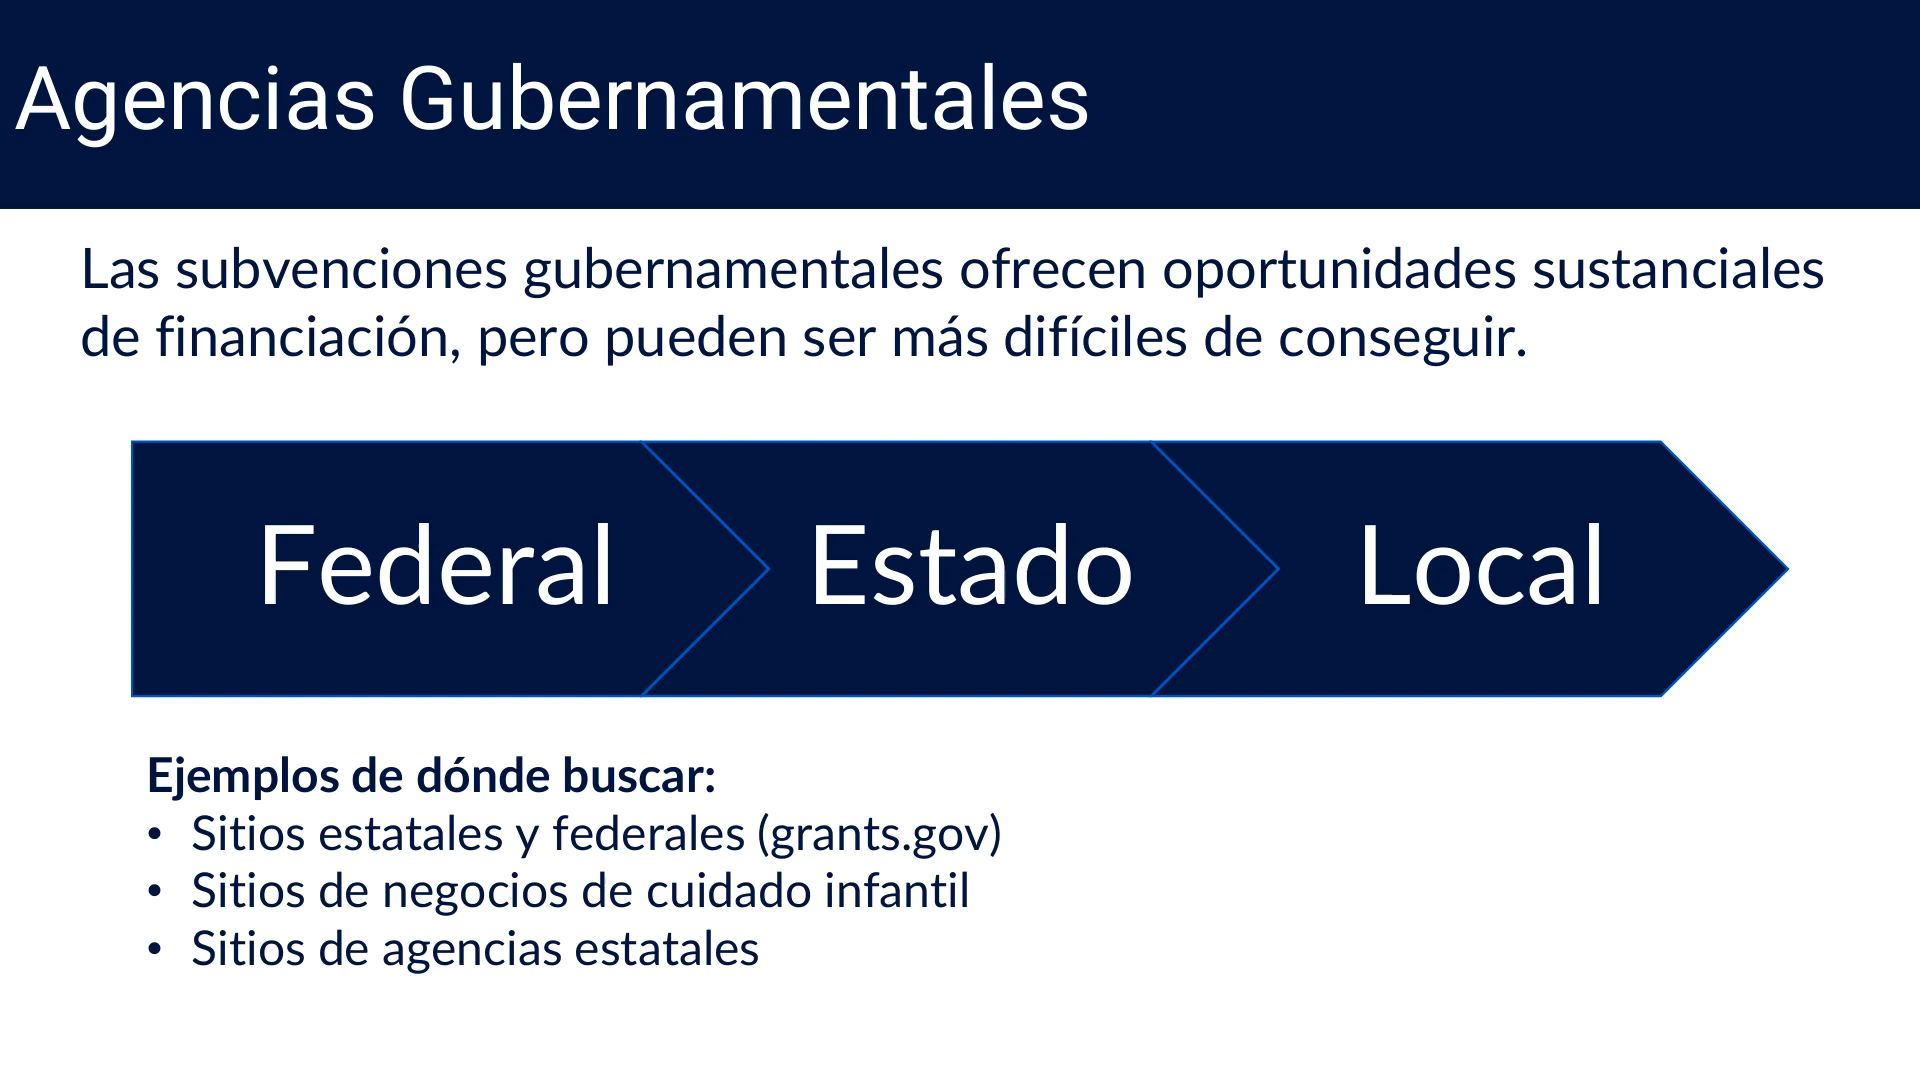 Agencias Gubernamentales
Las subvenciones gubernamentales ofrecen oportunidades sustanciales
de financiación, pero pueden ser más difíciles de conseguir.
Federal
Estado
Local
Ejemplos de dónde buscar:
• Sitios estatales y federales (grants.gov)
• Sitios de negocios de cuidado infantil
• Sitios de agencias estatales